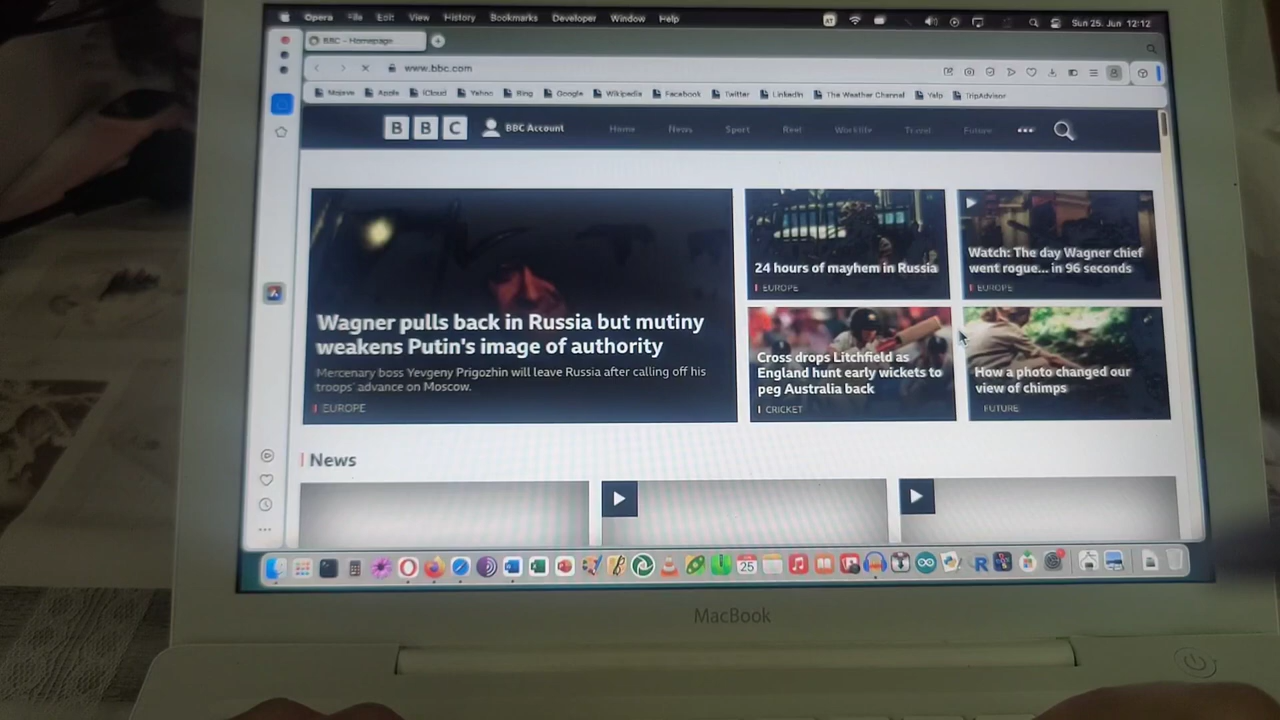 Opera File Edit View History Bookmarks Developer Window Help
Sun 25. Jun 12:12
BBC - Homepage
www.bbc.com
Mojave Apple iCloud Yahoo Bing Google Wikipedia Facebook Twitter LinkedIn The Weather Channel Yelp TripAdvisor
BBC BBC Account Home News Sport Reel Worklife Travel Future
Wagner pulls back in Russia but mutiny
weakens Putin's image of authority
Mercenary boss Yevgeny Prigozhin will leave Russia after calling off his
troops' advance on Moscow.
EUROPE
24 hours of mayhem in Russia
EUROPE
Watch: The day Wagner chief
went rogue... in 96 seconds
EUROPE
Cross drops Litchfield as
England hunt early wickets to
peg Australia back
CRICKET
How a photo changed our
view of chimps
FUTURE
News
25
MacBook